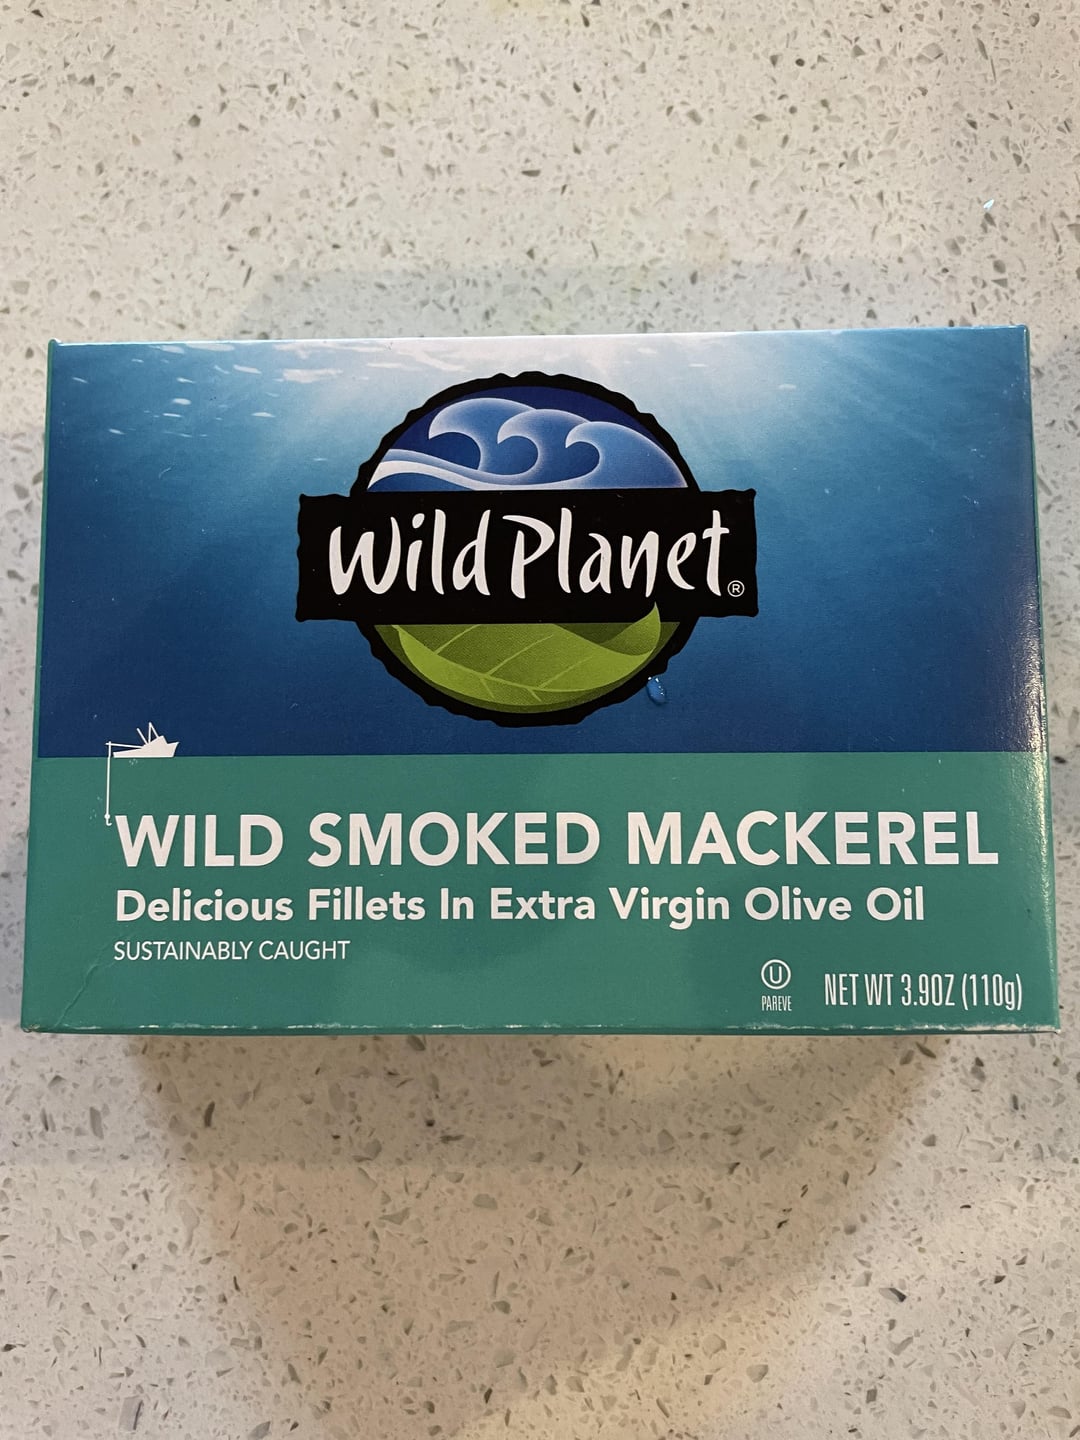 Wild Planet®
WILD SMOKED MACKEREL
Delicious Fillets In Extra Virgin Olive Oil
SUSTAINABLY CAUGHT
U
PAREVE
NET WT 3.9OZ (110g)